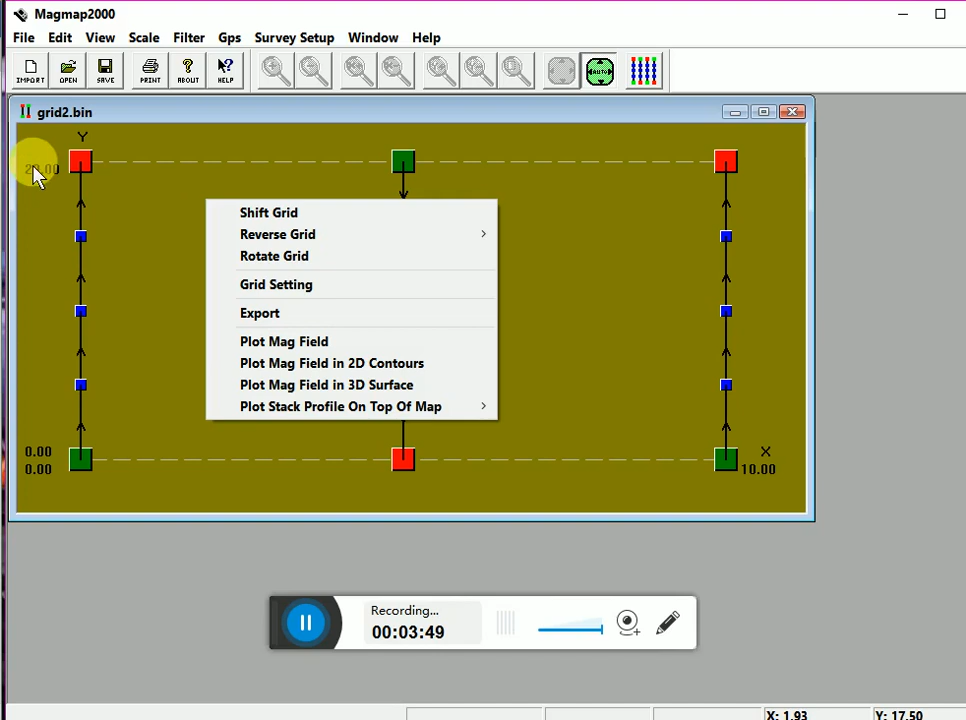 Magmap2000
File Edit View Scale Filter Gps Survey Setup Window Help
IMPORT OPEN SAVE PRINT ABOUT HELP AUTO
grid2.bin
Y
20.00
Shift Grid
Reverse Grid
Rotate Grid
Grid Setting
Export
Plot Mag Field
Plot Mag Field in 2D Contours
Plot Mag Field in 3D Surface
Plot Stack Profile On Top Of Map
0.00
0.00
X
10.00
Recording...
00:03:49
X: 1.93 Y: 17.50